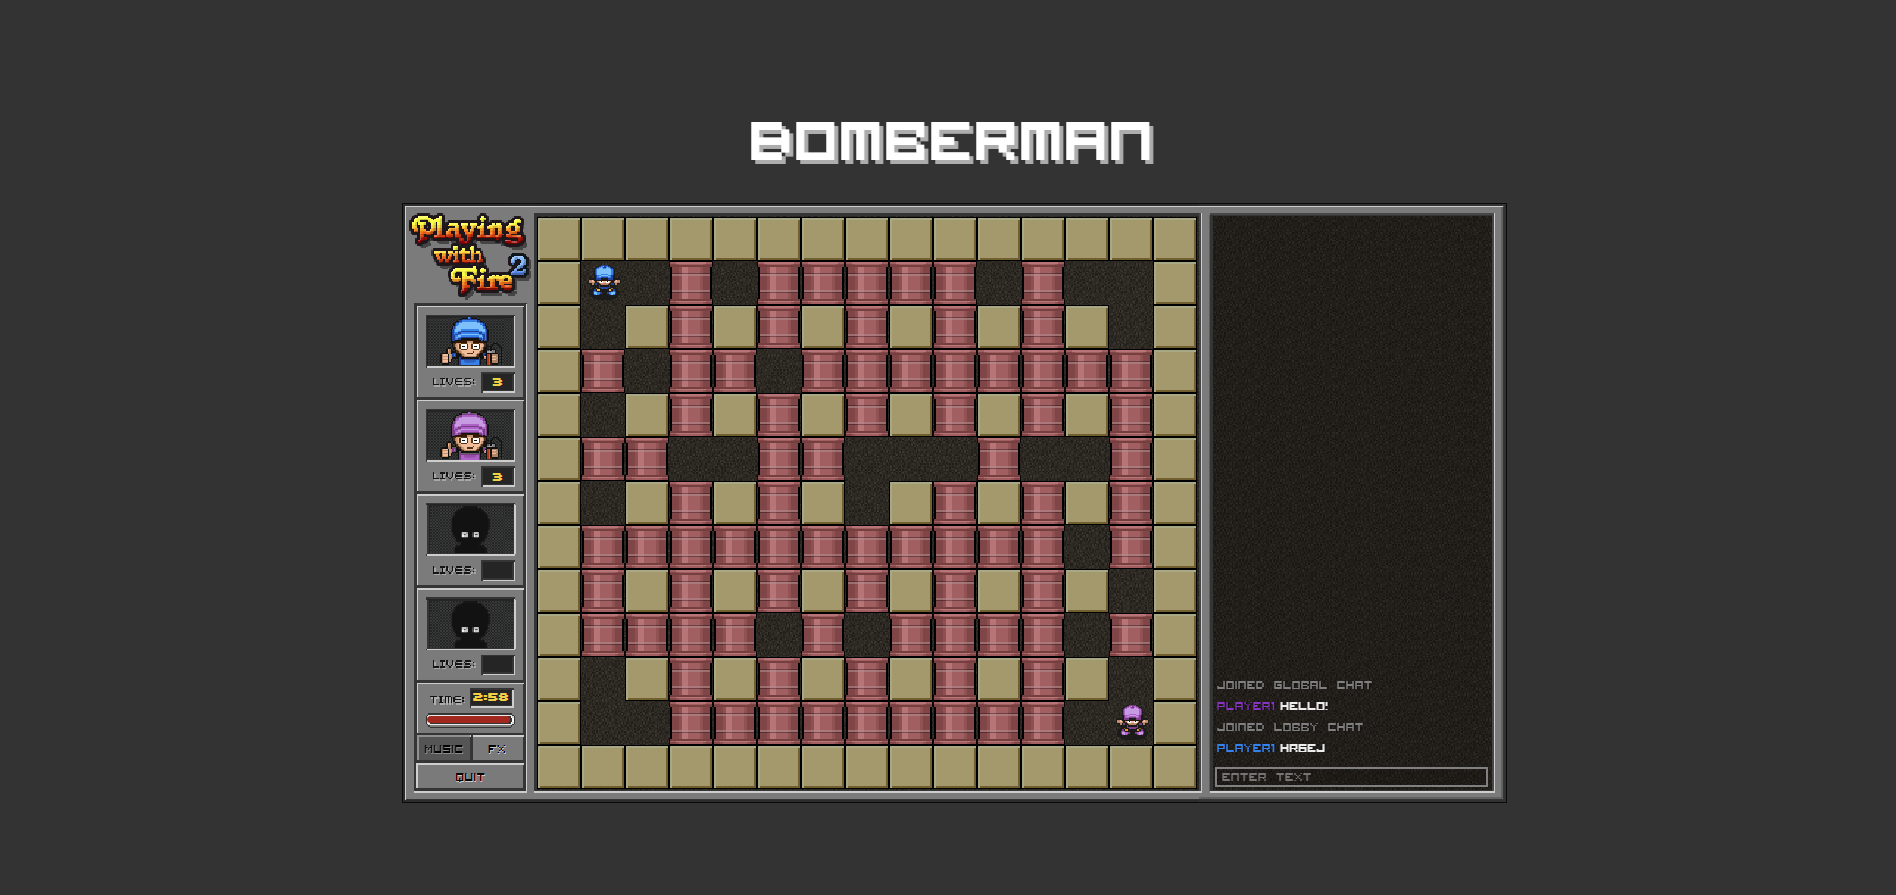 BOMBERMAN
Playing
with
Fire 2
LIVES: 3
LIVES: 3
LIVES:
LIVES:
TIME: 2:58
MUSIC FX
QUIT
JOINED GLOBAL CHAT
PLAYER1 HELLO!
JOINED LOBBY CHAT
PLAYER1 HRGEJ
ENTER TEXT